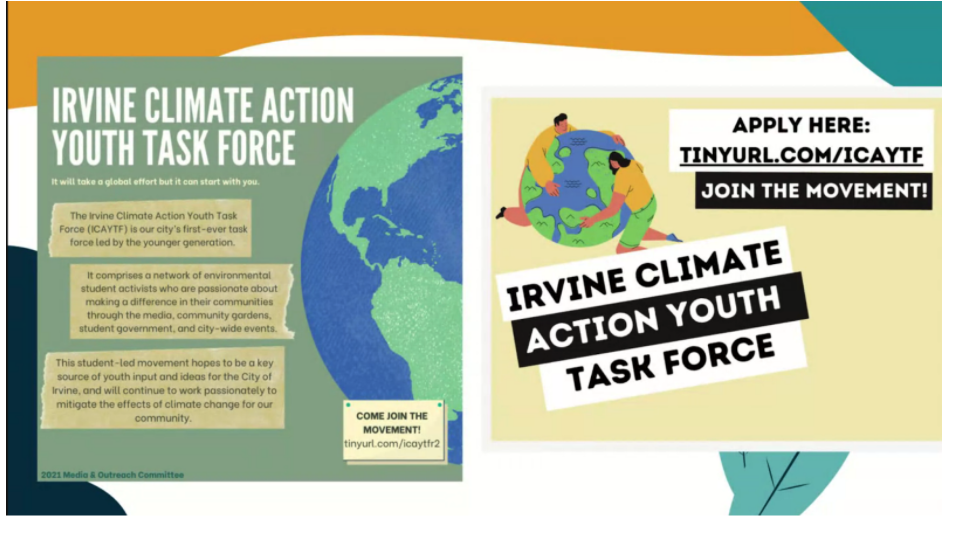 IRVINE CLIMATE ACTION
YOUTH TASK FORCE
It will take a global effort but it can start with you.
The Irvine Climate Action Youth Task
Force (ICAYTF) is our city's first-ever task
force led by the younger generation.
It comprises a network of environmental
student activists who are passionate about
making a difference in their communities
through the media, community gardens,
student government, and city-wide events.
This student-led movement hopes to be a key
source of youth input and ideas for the City of
Irvine, and will continue to work passionately to
mitigate the effects of climate change for our
community.
COME JOIN THE
MOVEMENT!
tinyurl.com/icaytfr2
2021 Media & Outreach Committee
APPLY HERE:
TINYURL.COM/ICAYTF
JOIN THE MOVEMENT!
IRVINE CLIMATE
ACTION YOUTH
TASK FORCE